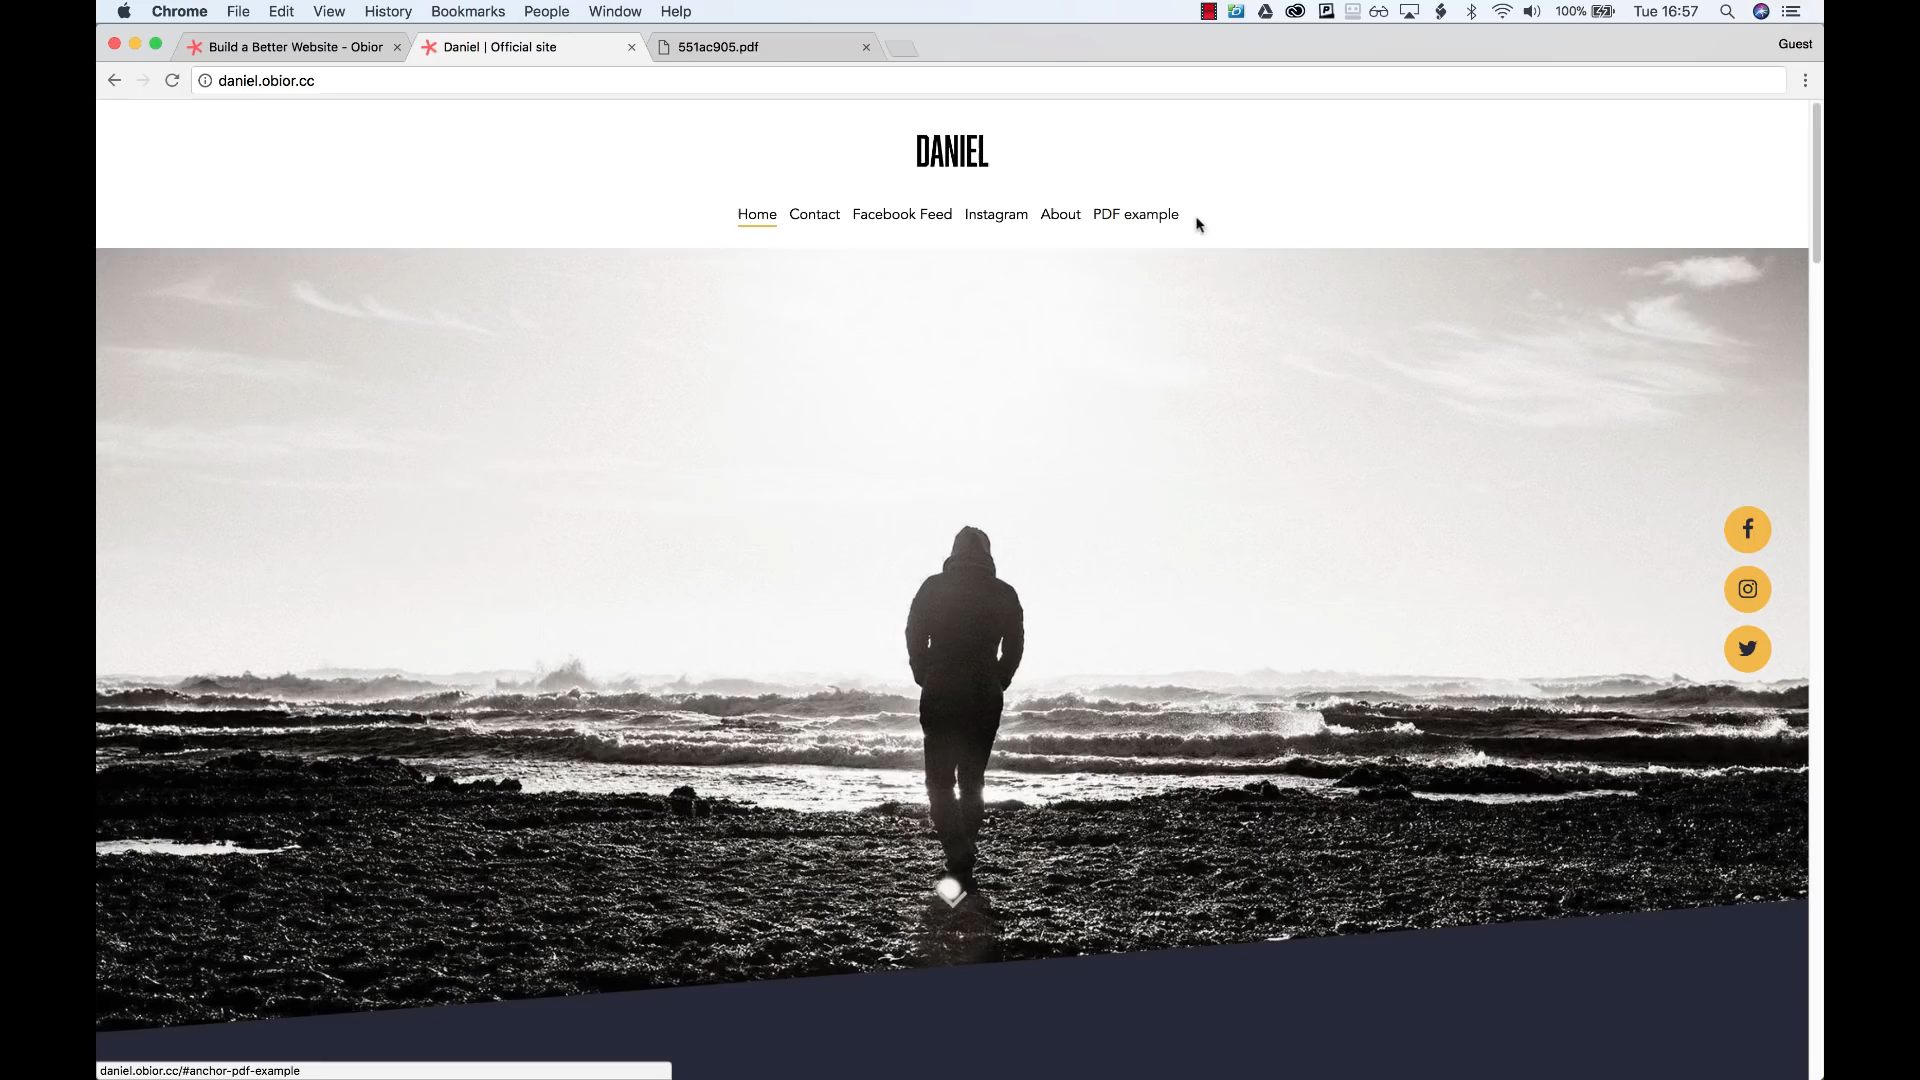 Chrome File Edit View History Bookmarks People Window Help 100% Tue 16:57
Build a Better Website - Obior Daniel | Official site 551ac905.pdf Guest
daniel.obior.cc
DANIEL
Home Contact Facebook Feed Instagram About PDF example
daniel.obior.cc/#anchor-pdf-example